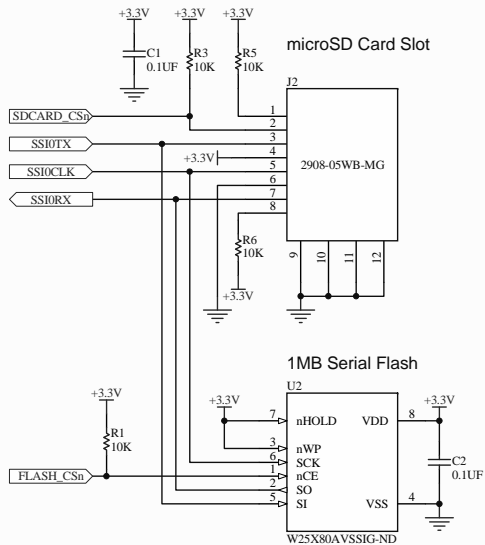 +3.3V
+3.3V
+3.3V
C1
0.1UF
R3
10K
R5
10K
microSD Card Slot
J2
SDCARD_CSn
SSI0TX
SSI0CLK
SSI0RX
+3.3V
1
2
3
4
5
6
7
8
2908-05WB-MG
R6
10K
+3.3V
9
10
11
12
1MB Serial Flash
U2
+3.3V
+3.3V
+3.3V
R1
10K
FLASH_CSn
7
3
6
1
2
5
nHOLD
nWP
SCK
nCE
SO
SI
VDD
VSS
8
4
C2
0.1UF
W25X80AVSSIG-ND